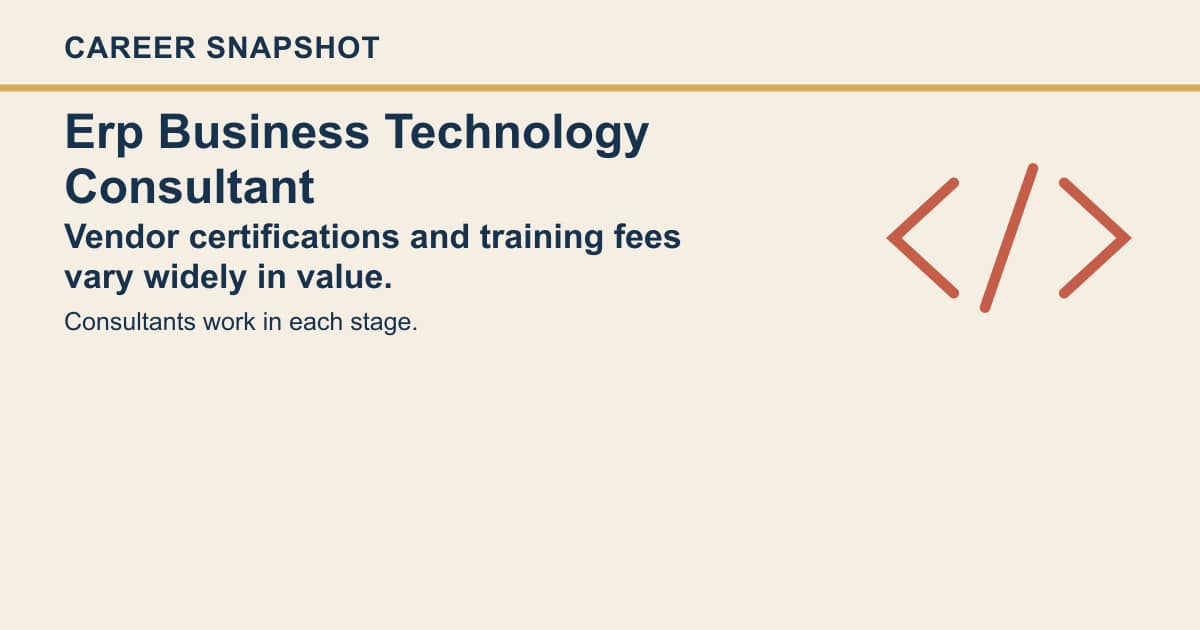 CAREER SNAPSHOT
Erp Business Technology
Consultant
Vendor certifications and training fees
vary widely in value.
Consultants work in each stage.